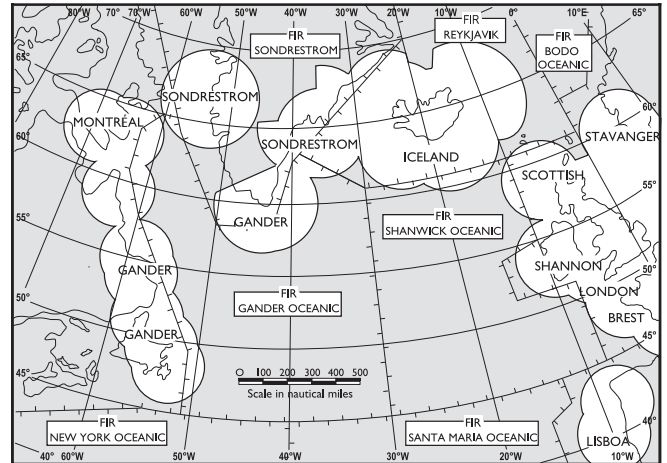 80°W 70°W 60°W 50°W 40°W 30°W 20°W 10°W 0° 10°E 65°
FIR
SONDRESTROM
FIR
REYKJAVIK
FIR
BODO
OCEANIC
65°
60°
SONDRESTROM
MONTRÉAL
STAVANGER
60°
SONDRESTROM
ICELAND
SCOTTISH
55°
55°
GANDER
FIR
SHANWICK OCEANIC
SHANNON
50°
GANDER
FIR
GANDER OCEANIC
LONDON
BREST
50°
GANDER
45°
45°
0 100 200 300 400 500
Scale in nautical miles
40°
FIR
NEW YORK OCEANIC
FIR
SANTA MARIA OCEANIC
LISBOA
40° 60°W 50°W 40°W 30°W 20°W 10°W